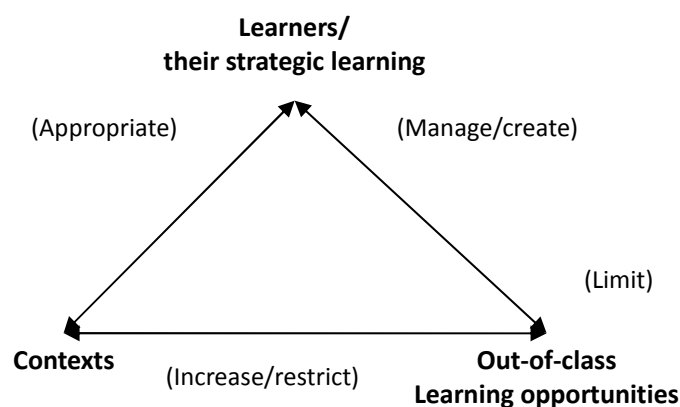 Learners/
their strategic learning
(Appropriate)
(Manage/create)
(Limit)
Contexts
(Increase/restrict)
Out-of-class
Learning opportunities